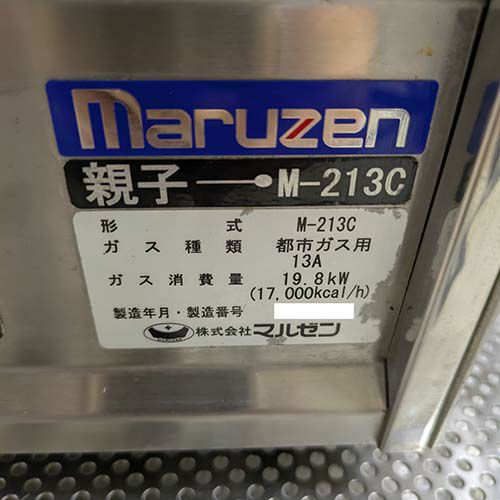 maruzen
親子 M-213C
形式 M-213C
ガス種類 都市ガス用
13A
ガス消費量 19.8kW
(17,000kcal/h)
製造年月・製造番号
株式会社マルゼン